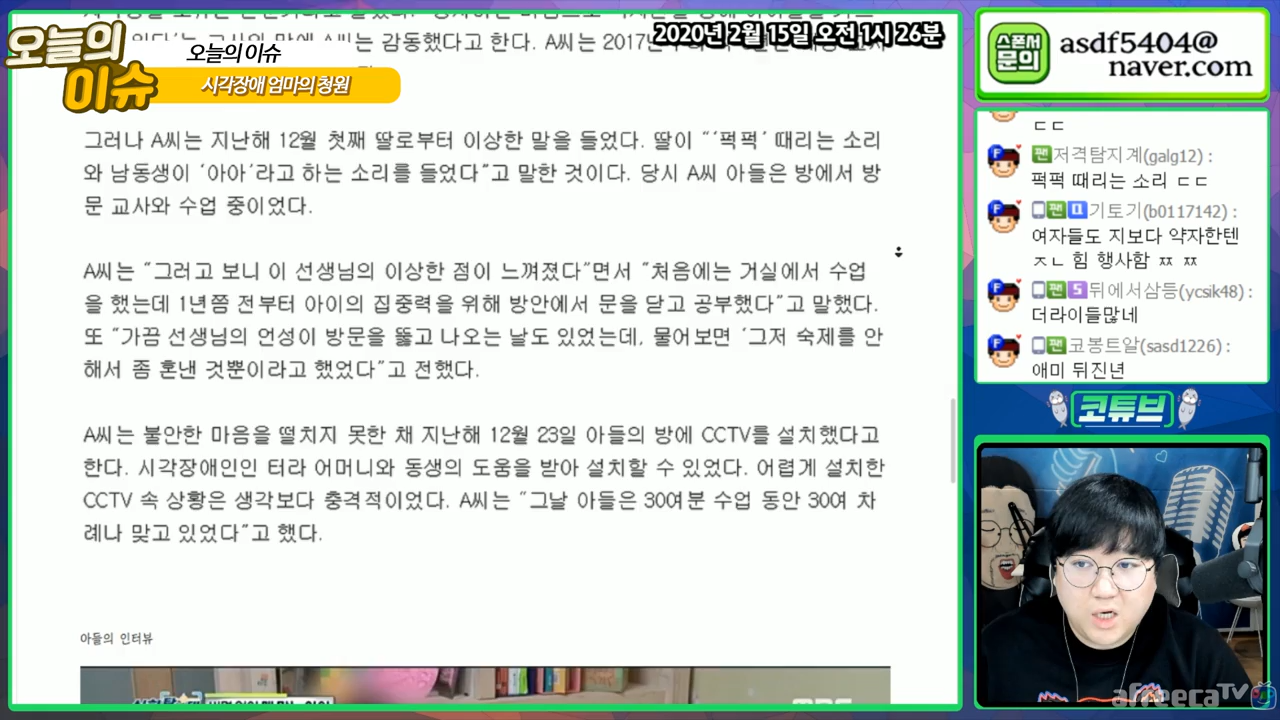 오늘의 이슈
오늘의 이슈
시각장애 엄마의 청원
2020년 2월 15일 오전 1시 26분
는 감동했다고 한다. A씨는 2017년
그러나 A씨는 지난해 12월 첫째 딸로부터 이상한 말을 들었다. 딸이 “‘퍽퍽’ 때리는 소리
와 남동생이 ‘아아’라고 하는 소리를 들었다”고 말한 것이다. 당시 A씨 아들은 방에서 방
문 교사와 수업 중이었다.
A씨는 “그러고 보니 이 선생님의 이상한 점이 느껴졌다”면서 “처음에는 거실에서 수업
을 했는데 1년쯤 전부터 아이의 집중력을 위해 방안에서 문을 닫고 공부했다”고 말했다.
또 “가끔 선생님의 언성이 방문을 뚫고 나오는 날도 있었는데, 물어보면 ‘그저 숙제를 안
해서 좀 혼낸 것뿐이라고 했었다”고 전했다.
A씨는 불안한 마음을 떨치지 못한 채 지난해 12월 23일 아들의 방에 CCTV를 설치했다고
한다. 시각장애인인 터라 어머니와 동생의 도움을 받아 설치할 수 있었다. 어렵게 설치한
CCTV 속 상황은 생각보다 충격적이었다. A씨는 “그날 아들은 30여분 수업 동안 30여 차
례나 맞고 있었다”고 했다.
아들의 인터뷰
스폰서 문의
asdf5404@
naver.com
ㄷㄷ
팬 저격탐지계(galg12) :
퍽퍽 때리는 소리 ㄷㄷ
팬 기토기(b0117142) :
여자들도 지보다 약자한텐
ㅈㄴ 힘 행사함 ㅉ ㅉ
팬 S 뒤에서삼등(ycsik48) :
더라이들많네
팬 코봉트알(sasd1226) :
애미 뒤진년
코튜브
afreecaTV